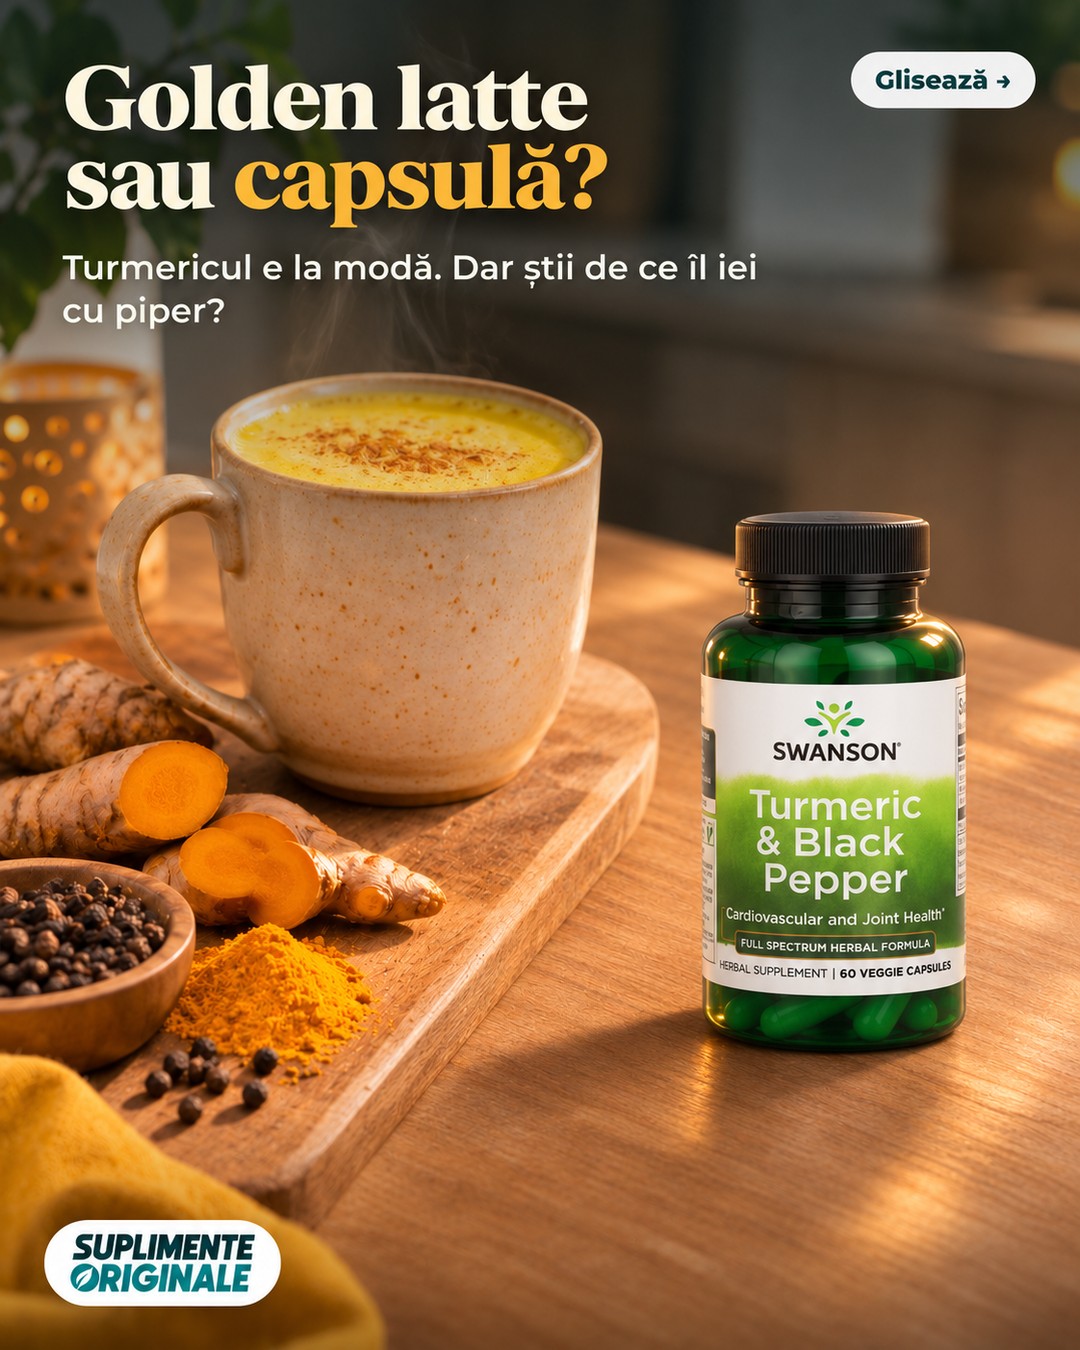 Golden latte
sau capsulă?
Glisează →
Turmericul e la modă. Dar știi de ce îl iei
cu piper?
SWANSON®
Turmeric
& Black
Pepper
Cardiovascular and Joint Health*
FULL SPECTRUM HERBAL FORMULA
HERBAL SUPPLEMENT | 60 VEGGIE CAPSULES
SUPLIMENTE
ORIGINALE